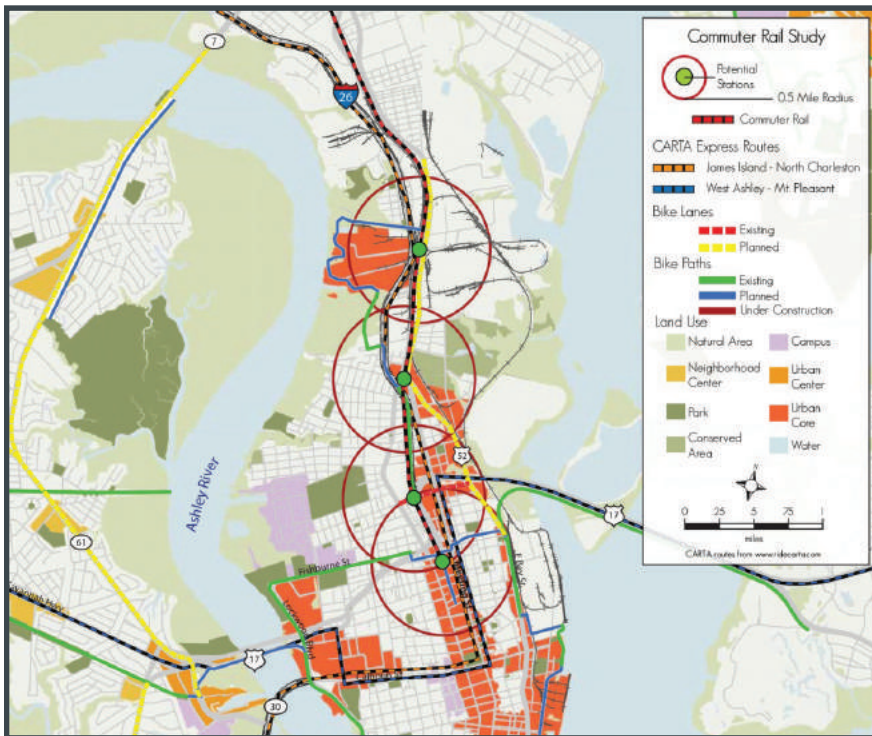 Commuter Rail Study
Potential
Stations
0.5 Mile Radius
Commuter Rail
CARTA Express Routes
James Island - North Charleston
West Ashley - Mt. Pleasant
Bike Lanes
Existing
Planned
Bike Paths
Existing
Planned
Under Construction
Land Use
Natural Area
Campus
Neighborhood
Center
Urban
Center
Park
Urban
Core
Conserved
Area
Water
N
0 .25 .5 1
miles
CARTA routes from www.ridecarta.com
7
26
52
17
Ashley River
61
Fishbourne St
E Bay St
Lockwood Blvd
17
30